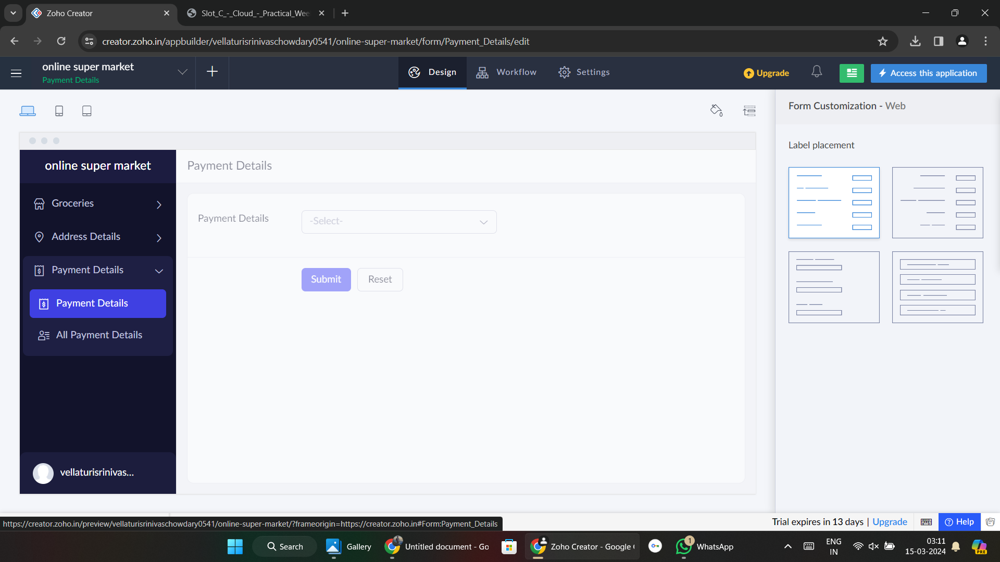 Zoho Creator
Slot_C_-_Cloud_-_Practical_Wee
creator.zoho.in/appbuilder/vellaturisrinivaschowdary0541/online-super-market/form/Payment_Details/edit
online super market
Payment Details
Design
Workflow
Settings
Upgrade
Access this application
Form Customization - Web
Label placement
online super market
Payment Details
Groceries
Address Details
Payment Details
Payment Details
All Payment Details
Payment Details
-Select-
Submit
Reset
vellaturisrinivas...
https://creator.zoho.in/preview/vellaturisrinivaschowdary0541/online-super-market/?frameorigin=https://creator.zoho.in#Form:Payment_Details
Trial expires in 13 days | Upgrade
Help
Search
Gallery
Untitled document - Go
Zoho Creator - Google
1
WhatsApp
ENG
IN
03:11
15-03-2024
PRE